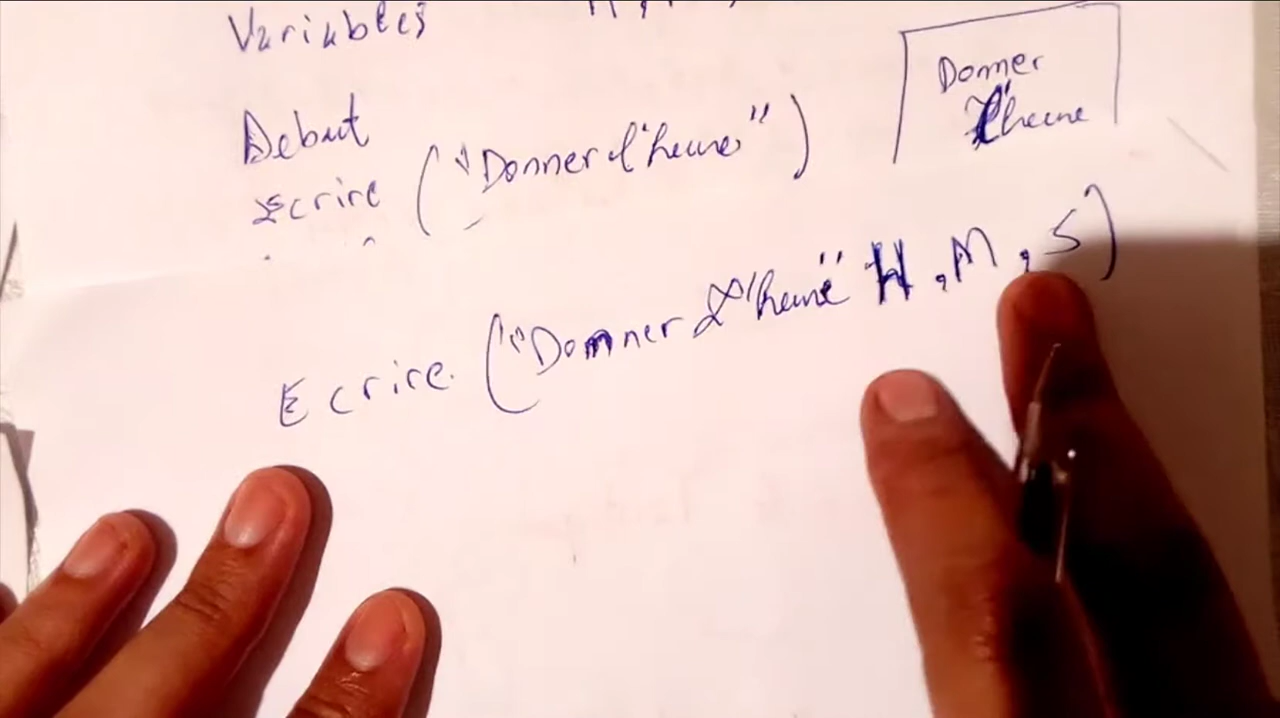 Variables
Debut
Ecrire ("Donner l'heure")
Donner
l'heure
Ecrire ("Donner l'heure" H, M, S)